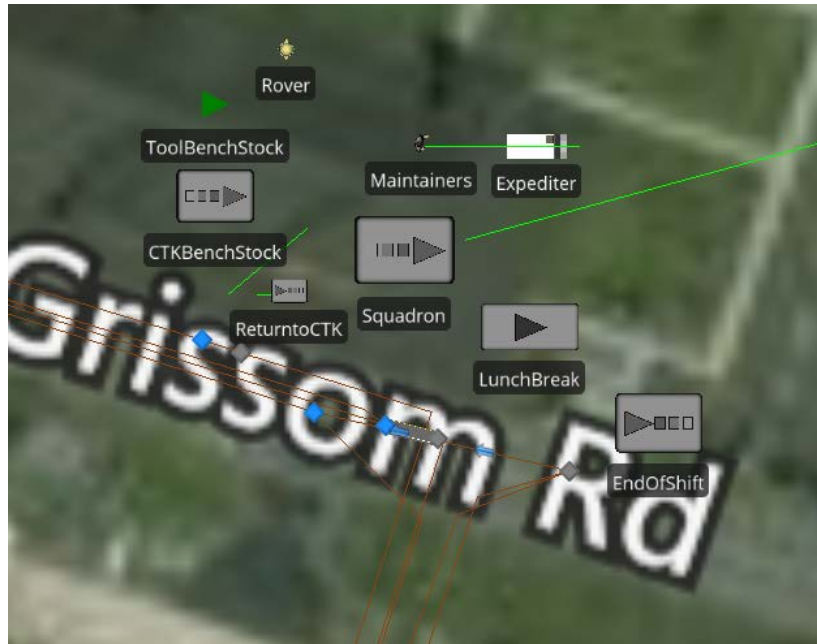 Rover
ToolBenchStock
Maintainers
Expediter
CTKBenchStock
ReturntoCTK
Squadron
LunchBreak
EndOfShift
Grissom Rd